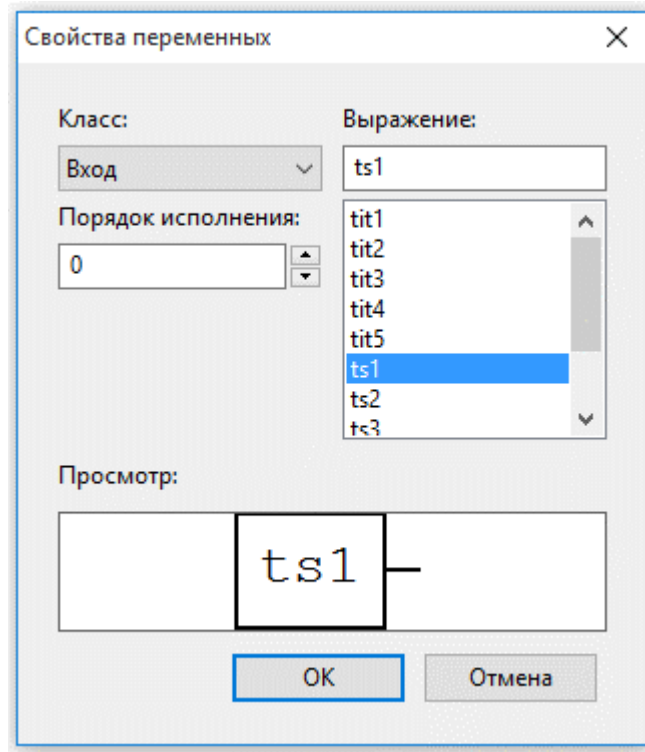 Свойства переменных
Класс:
Вход
Порядок исполнения:
0
Выражение:
ts1
tit1
tit2
tit3
tit4
tit5
ts1
ts2
ts3
Просмотр:
ts1
OK
Отмена